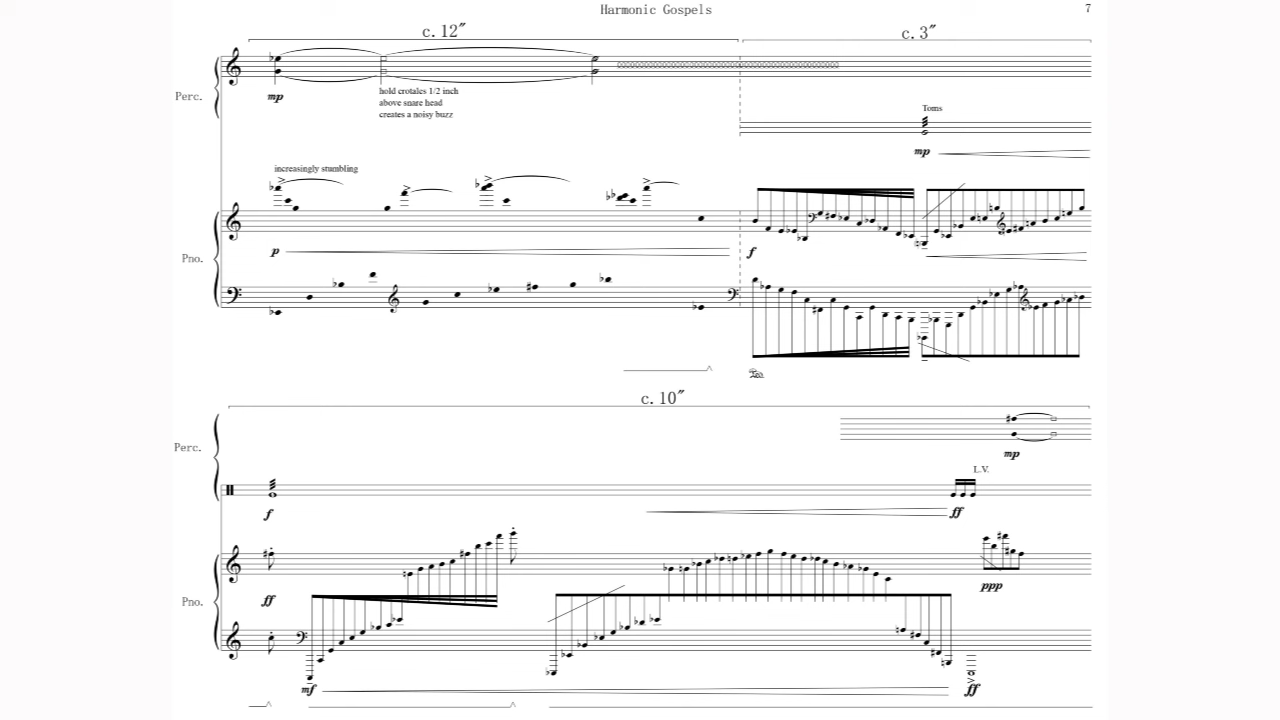 Harmonic Gospels
7
c. 12″
c. 3″
Perc.
mp
hold crotales 1/2 inch
above snare head
creates a noisy buzz
Toms
mp
increasingly stumbling
Pno.
p
f
Ped.
c. 10″
Perc.
mp
L.V.
f
ff
Pno.
ff
ppp
mf
ff